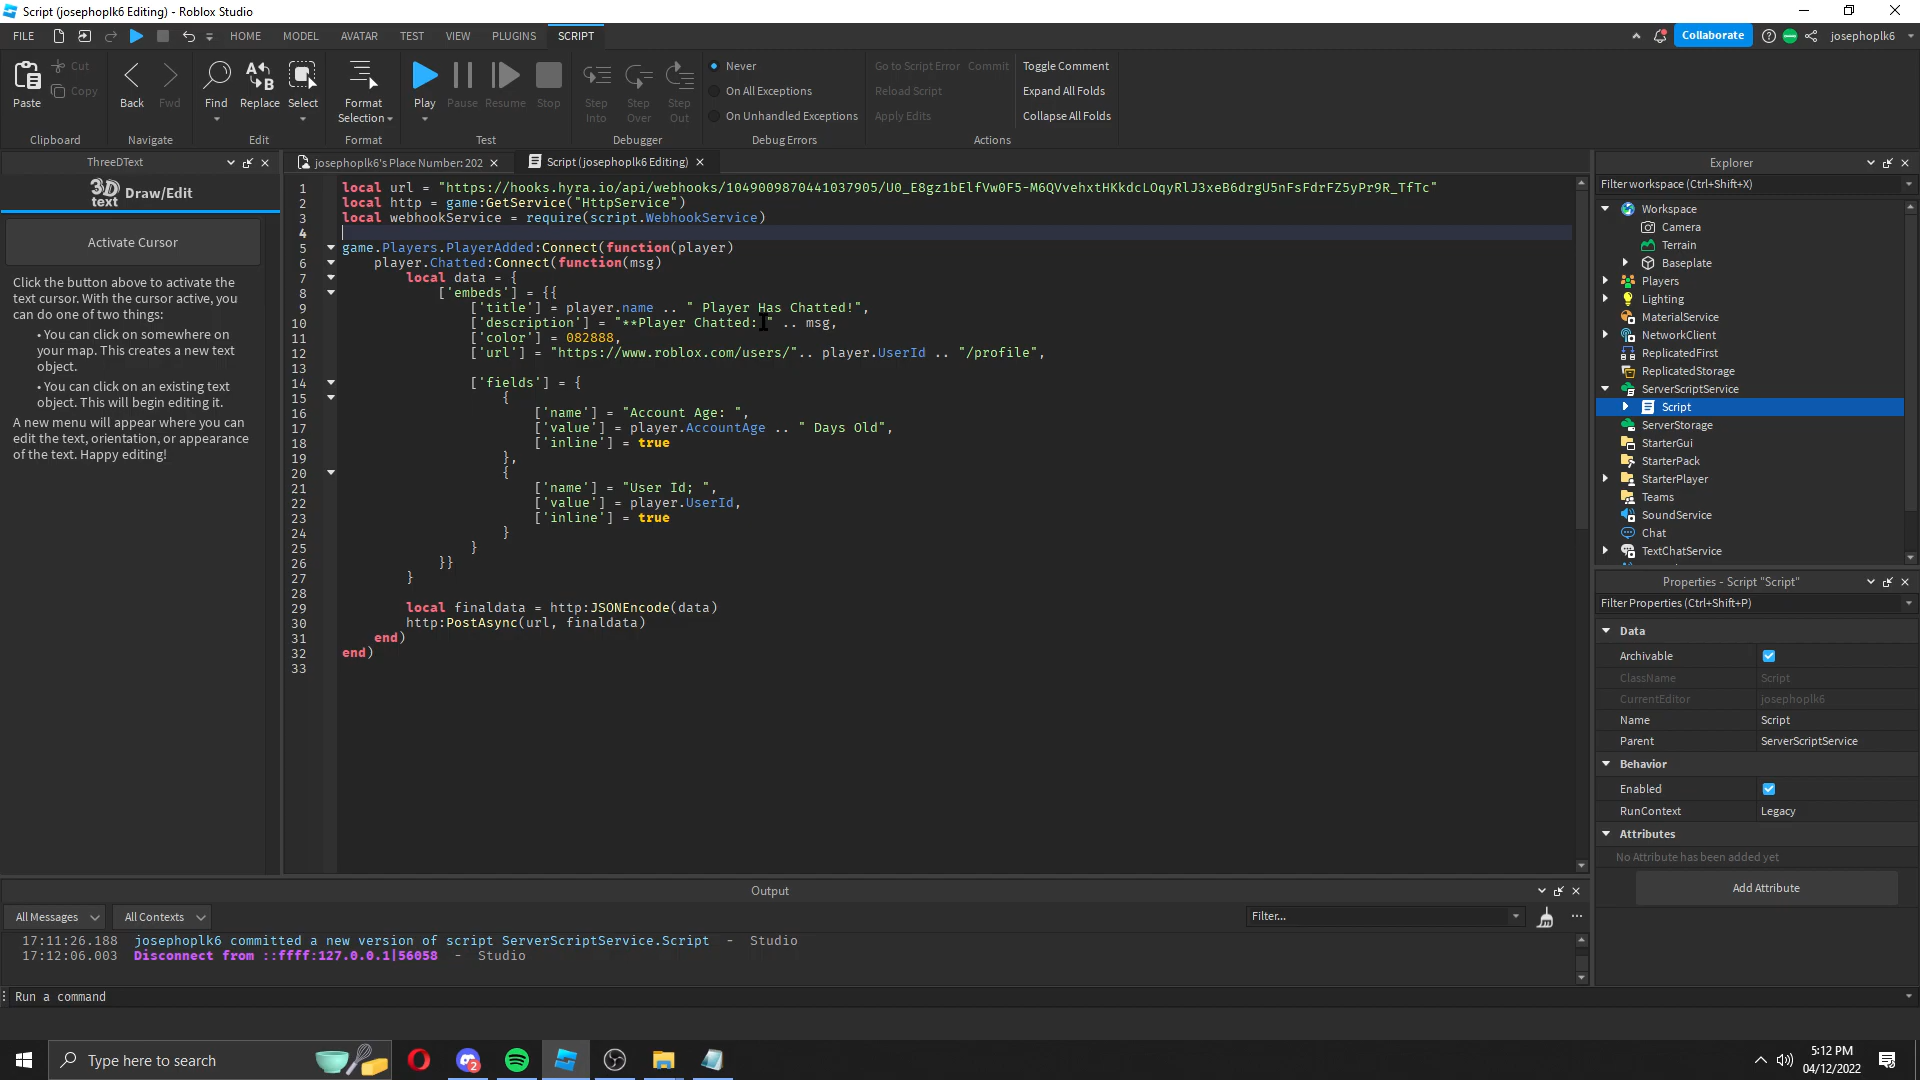 Script (josephoplk6 Editing) - Roblox Studio
FILE
HOME
MODEL
AVATAR
TEST
VIEW
PLUGINS
SCRIPT
Collaborate
josephoplk6
Paste
Cut
Copy
Clipboard
Back
Fwd
Navigate
Find
Replace
Select
Edit
Format
Selection
Format
Play
Pause
Resume
Stop
Test
Step
Into
Step
Over
Step
Out
Debugger
Never
On All Exceptions
On Unhandled Exceptions
Debug Errors
Go to Script Error
Commit
Reload Script
Apply Edits
Toggle Comment
Expand All Folds
Collapse All Folds
Actions
ThreeDText
3D text Draw/Edit
Activate Cursor
Click the button above to activate the
text cursor. With the cursor active, you
can do one of two things:
• You can click on somewhere on
your map. This creates a new text
object.
• You can click on an existing text
object. This will begin editing it.
A new menu will appear where you can
edit the text, orientation, or appearance
of the text. Happy editing!
josephoplk6's Place Number: 202
Script (josephoplk6 Editing)
1 local url = "https://hooks.hyra.io/api/webhooks/1049009870441037905/U0_E8gz1bElfVw0F5-M6QVvehxtHKkdcLOqyRlJ3xeB6drgU5nFsFdrFZ5yPr9R_TfTc"
2 local http = game:GetService("HttpService")
3 local webhookService = require(script.WebhookService)
4
5 game.Players.PlayerAdded:Connect(function(player)
6 player.Chatted:Connect(function(msg)
7 local data = {
8 ['embeds'] = {{
9 ['title'] = player.name .. " Player Has Chatted!",
10 ['description'] = "**Player Chatted: " .. msg,
11 ['color'] = 082888,
12 ['url'] = "https://www.roblox.com/users/".. player.UserId .. "/profile",
13
14 ['fields'] = {
15 {
16 ['name'] = "Account Age: ",
17 ['value'] = player.AccountAge .. " Days Old",
18 ['inline'] = true
19 },
20 {
21 ['name'] = "User Id; ",
22 ['value'] = player.UserId,
23 ['inline'] = true
24 }
25 }
26 }}
27 }
28
29 local finaldata = http:JSONEncode(data)
30 http:PostAsync(url, finaldata)
31 end)
32 end)
33
Explorer
Filter workspace (Ctrl+Shift+X)
Workspace
Camera
Terrain
Baseplate
Players
Lighting
MaterialService
NetworkClient
ReplicatedFirst
ReplicatedStorage
ServerScriptService
Script
ServerStorage
StarterGui
StarterPack
StarterPlayer
Teams
SoundService
Chat
TextChatService
Properties - Script "Script"
Filter Properties (Ctrl+Shift+P)
Data
Archivable
ClassName Script
CurrentEditor josephoplk6
Name Script
Parent ServerScriptService
Behavior
Enabled
RunContext Legacy
Attributes
No Attribute has been added yet
Add Attribute
Output
All Messages
All Contexts
Filter...
17:11:26.188 josephoplk6 committed a new version of script ServerScriptService.Script - Studio
17:12:06.003 Disconnect from ::ffff:127.0.0.1|56058 - Studio
Run a command
Type here to search
2
5:12 PM
04/12/2022